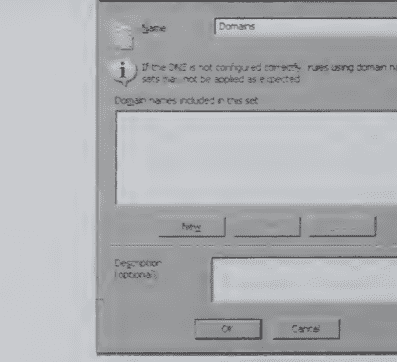 Name
Domains
If the DNS is not configured correctly, rules using domain
sets may not be applied as expected
Domain names included in this set
New
Description
(optional)
OK
Cancel